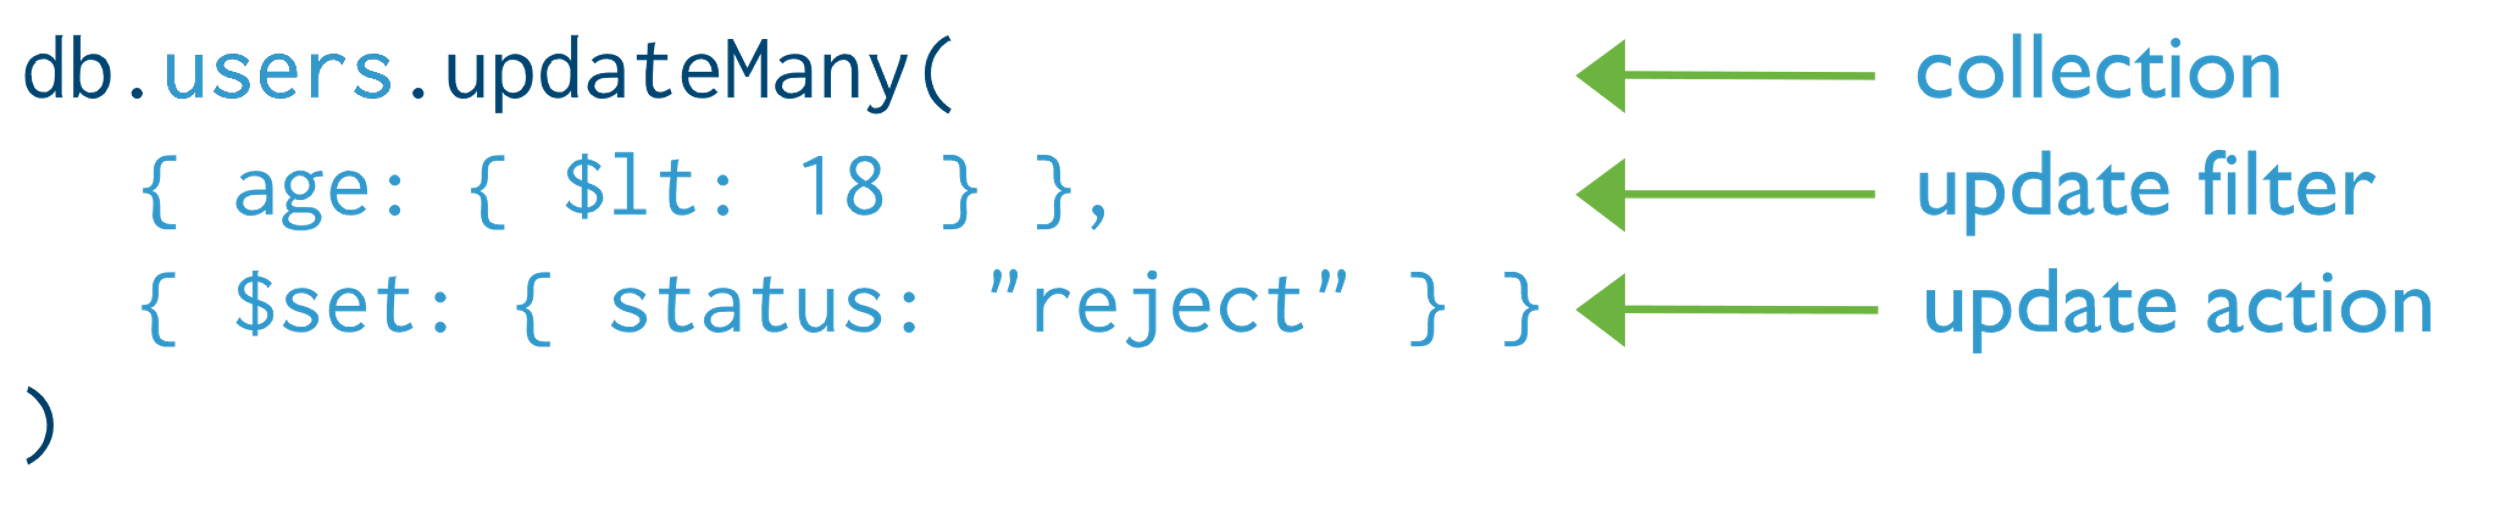 db.users.updateMany( collection
{ age: { $lt: 18 } }, update filter
{ $set: { status: ”reject” } } update action
)